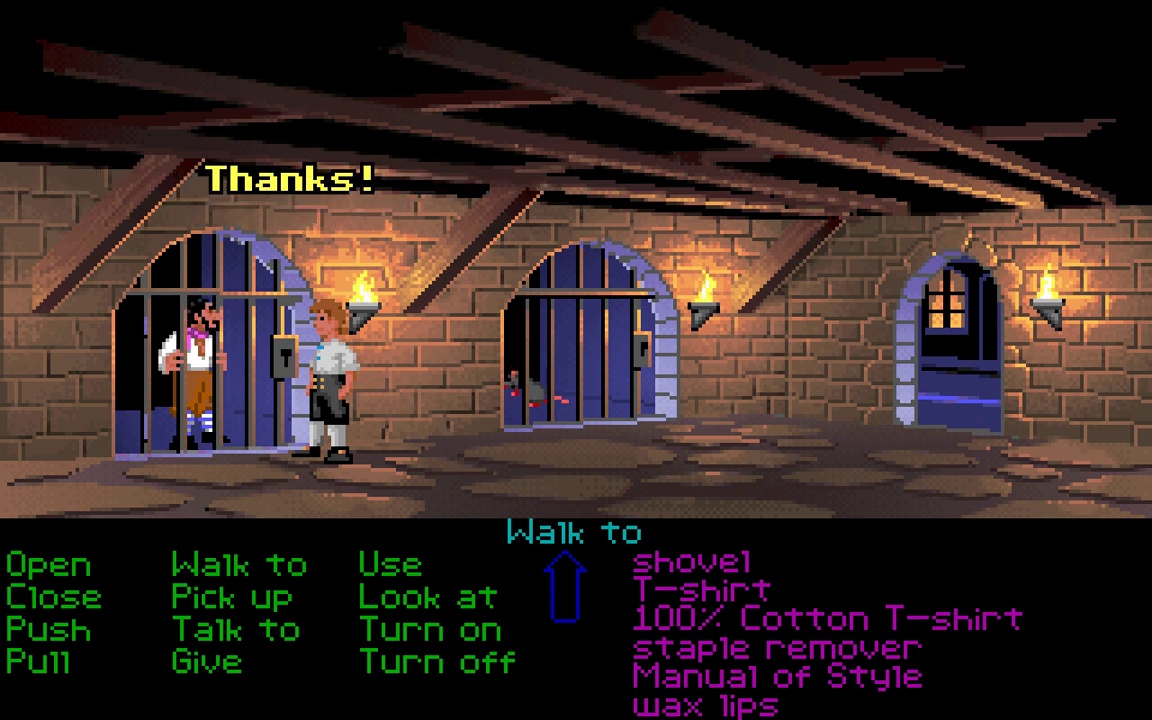 Thanks!
Walk to
Open Walk to Use
Close Pick up Look at
Push Talk to Turn on
Pull Give Turn off
shovel
T-shirt
100% Cotton T-shirt
staple remover
Manual of Style
wax lips